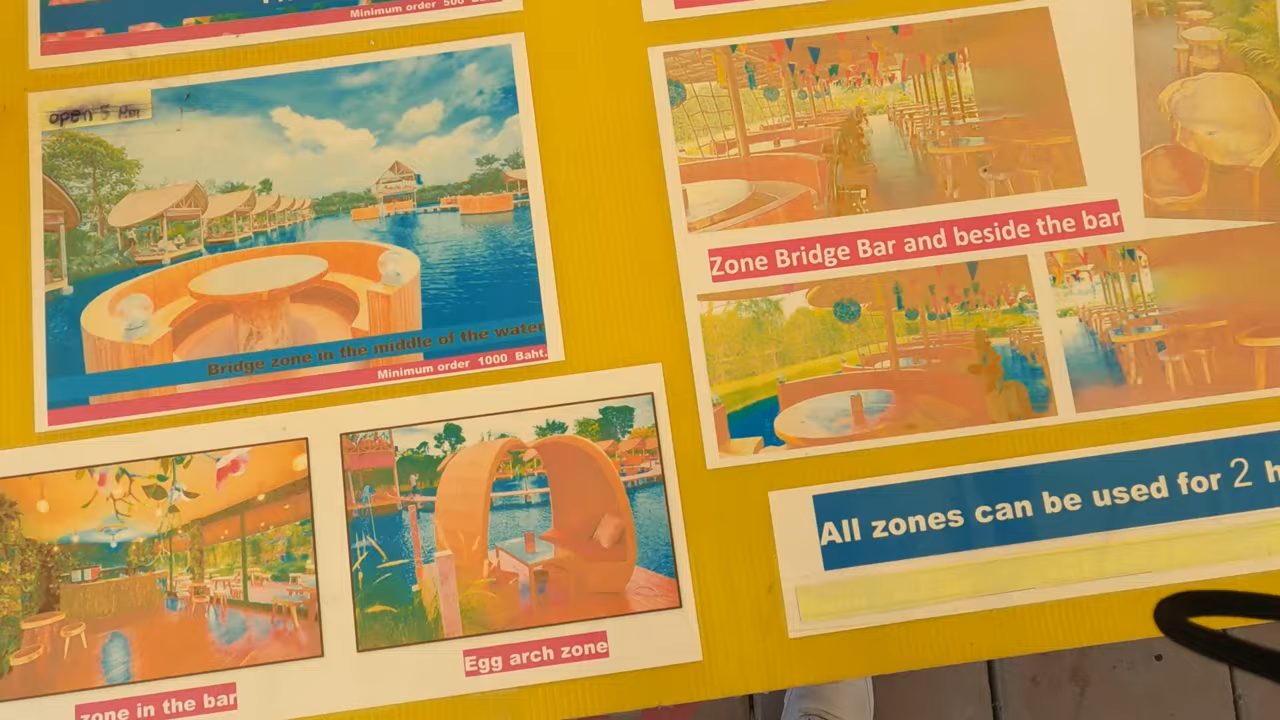 Minimum order 500
open 5 P.m
Bridge zone in the middle of the water
Minimum order 1000 Baht.
Zone Bridge Bar and beside the bar
All zones can be used for 2 h
Egg arch zone
zone in the bar